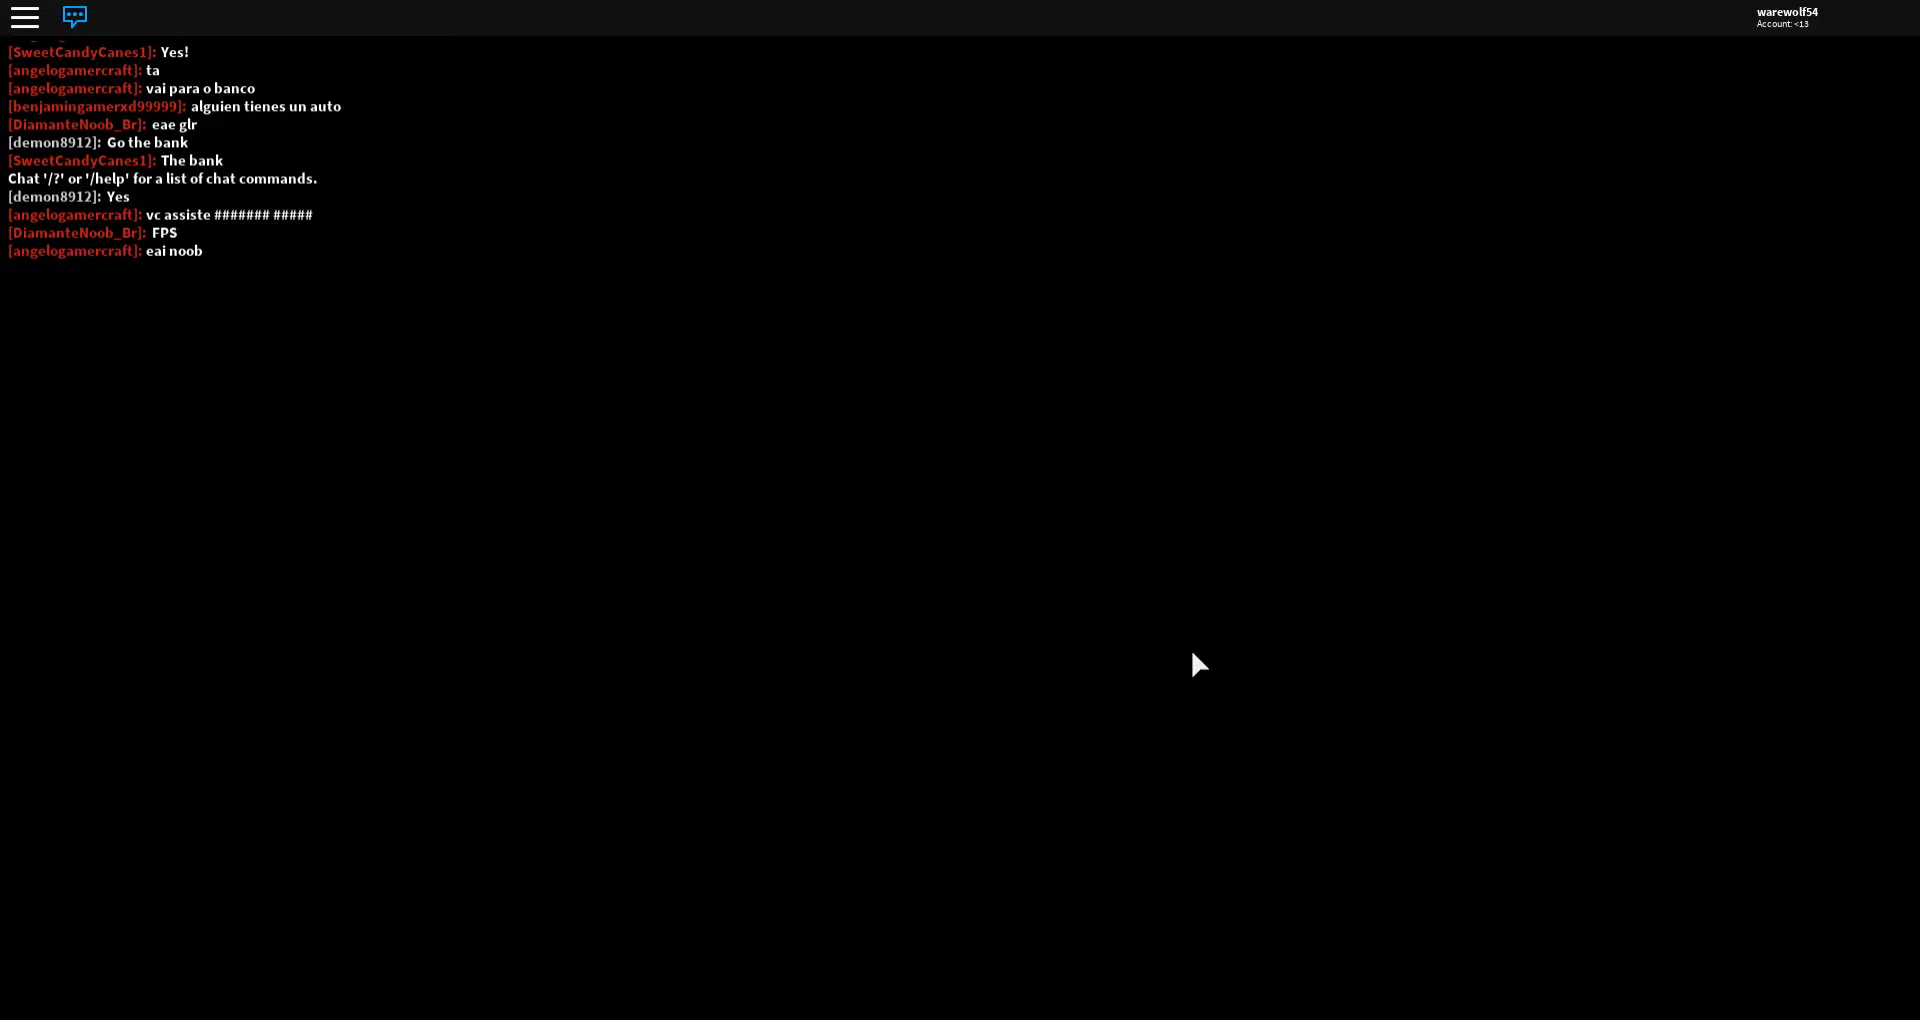 warewolf54
Account: <13
[SweetCandyCanes1]: Yes!
[angelogamercraft]: ta
[angelogamercraft]: vai para o banco
[benjamingamerxd99999]: alguien tienes un auto
[DiamanteNoob_Br]: eae glr
[demon8912]: Go the bank
[SweetCandyCanes1]: The bank
Chat '/?' or '/help' for a list of chat commands.
[demon8912]: Yes
[angelogamercraft]: vc assiste ####### #####
[DiamanteNoob_Br]: FPS
[angelogamercraft]: eai noob